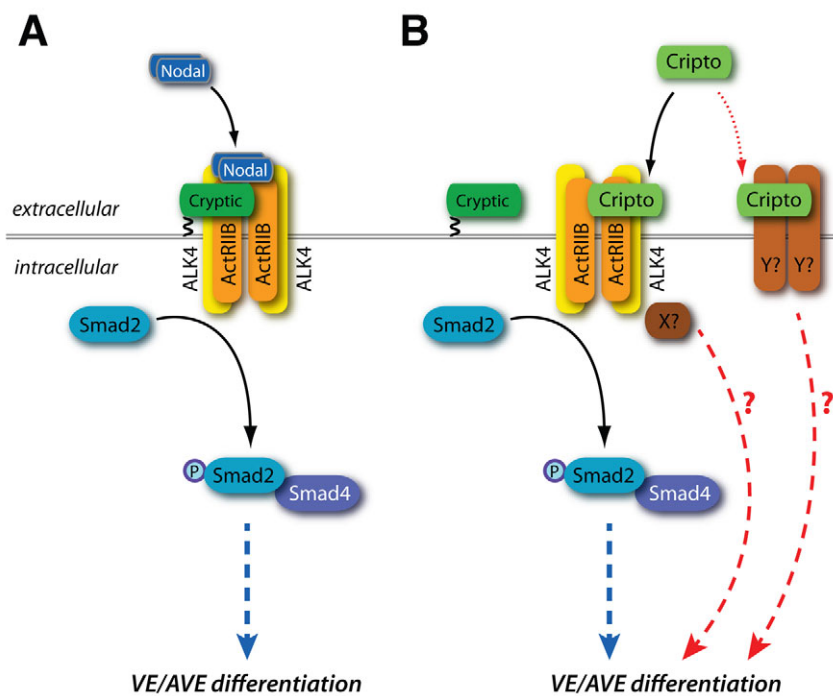 A
B
Nodal
Cripto
Nodal
Cryptic
extracellular
intracellular
ALK4
ActRIIB
ActRIIB
ALK4
Cryptic
ALK4
ActRIIB
ActRIIB
Cripto
ALK4
Cripto
Y?
Y?
Smad2
Smad2
X?
?
?
P
Smad2
Smad4
P
Smad2
Smad4
VE/AVE differentiation
VE/AVE differentiation